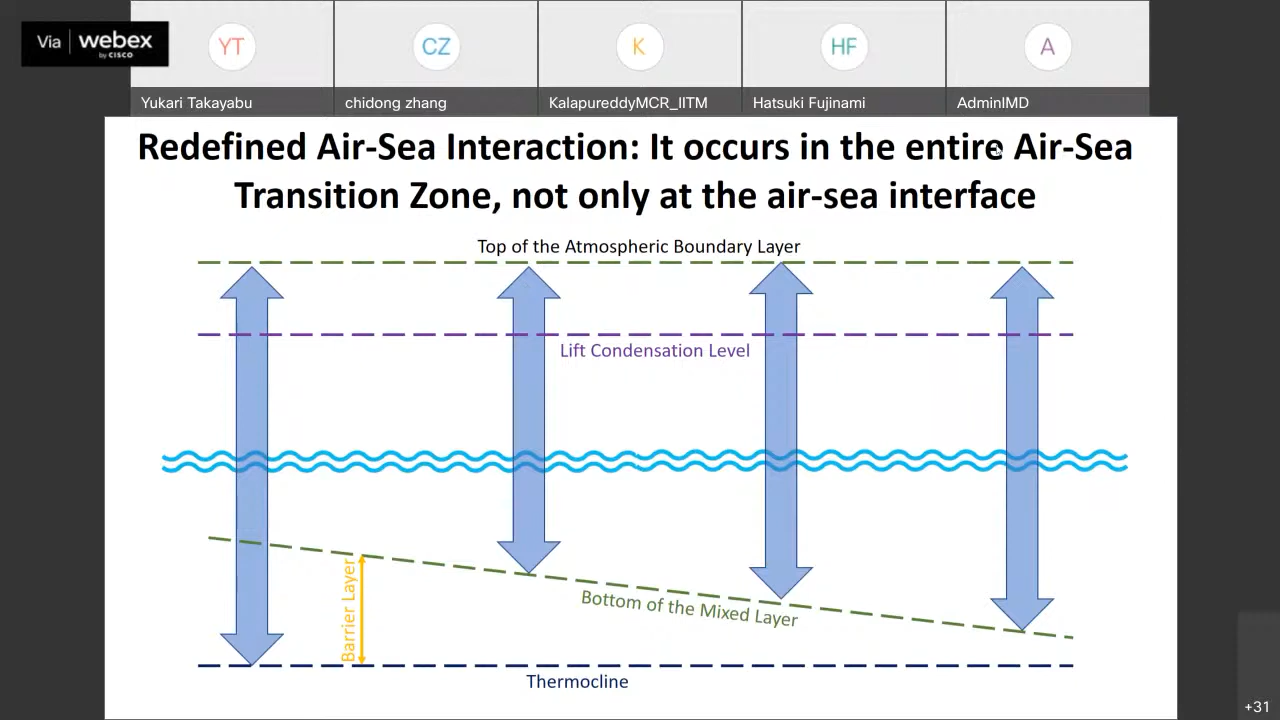 Via webex
by CISCO
YT
CZ
K
HF
A
Yukari Takayabu
chidong zhang
KalapureddyMCR_IITM
Hatsuki Fujinami
AdminIMD
Redefined Air-Sea Interaction: It occurs in the entire Air-Sea
Transition Zone, not only at the air-sea interface
Top of the Atmospheric Boundary Layer
Lift Condensation Level
Barrier Layer
Bottom of the Mixed Layer
Thermocline
+31